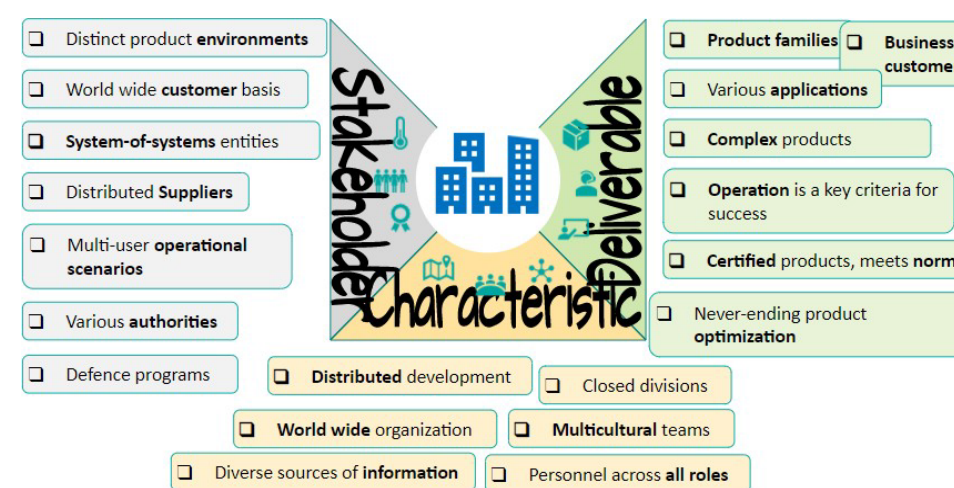 Distinct product environments
World wide customer basis
System-of-systems entities
Distributed Suppliers
Multi-user operational
scenarios
Various authorities
Defence programs
Stakeholder
Characteristic
Deliverable
Product families
Business
custome
Various applications
Complex products
Operation is a key criteria for
success
Certified products, meets norm
Never-ending product
optimization
Distributed development
Closed divisions
World wide organization
Multicultural teams
Diverse sources of information
Personnel across all roles